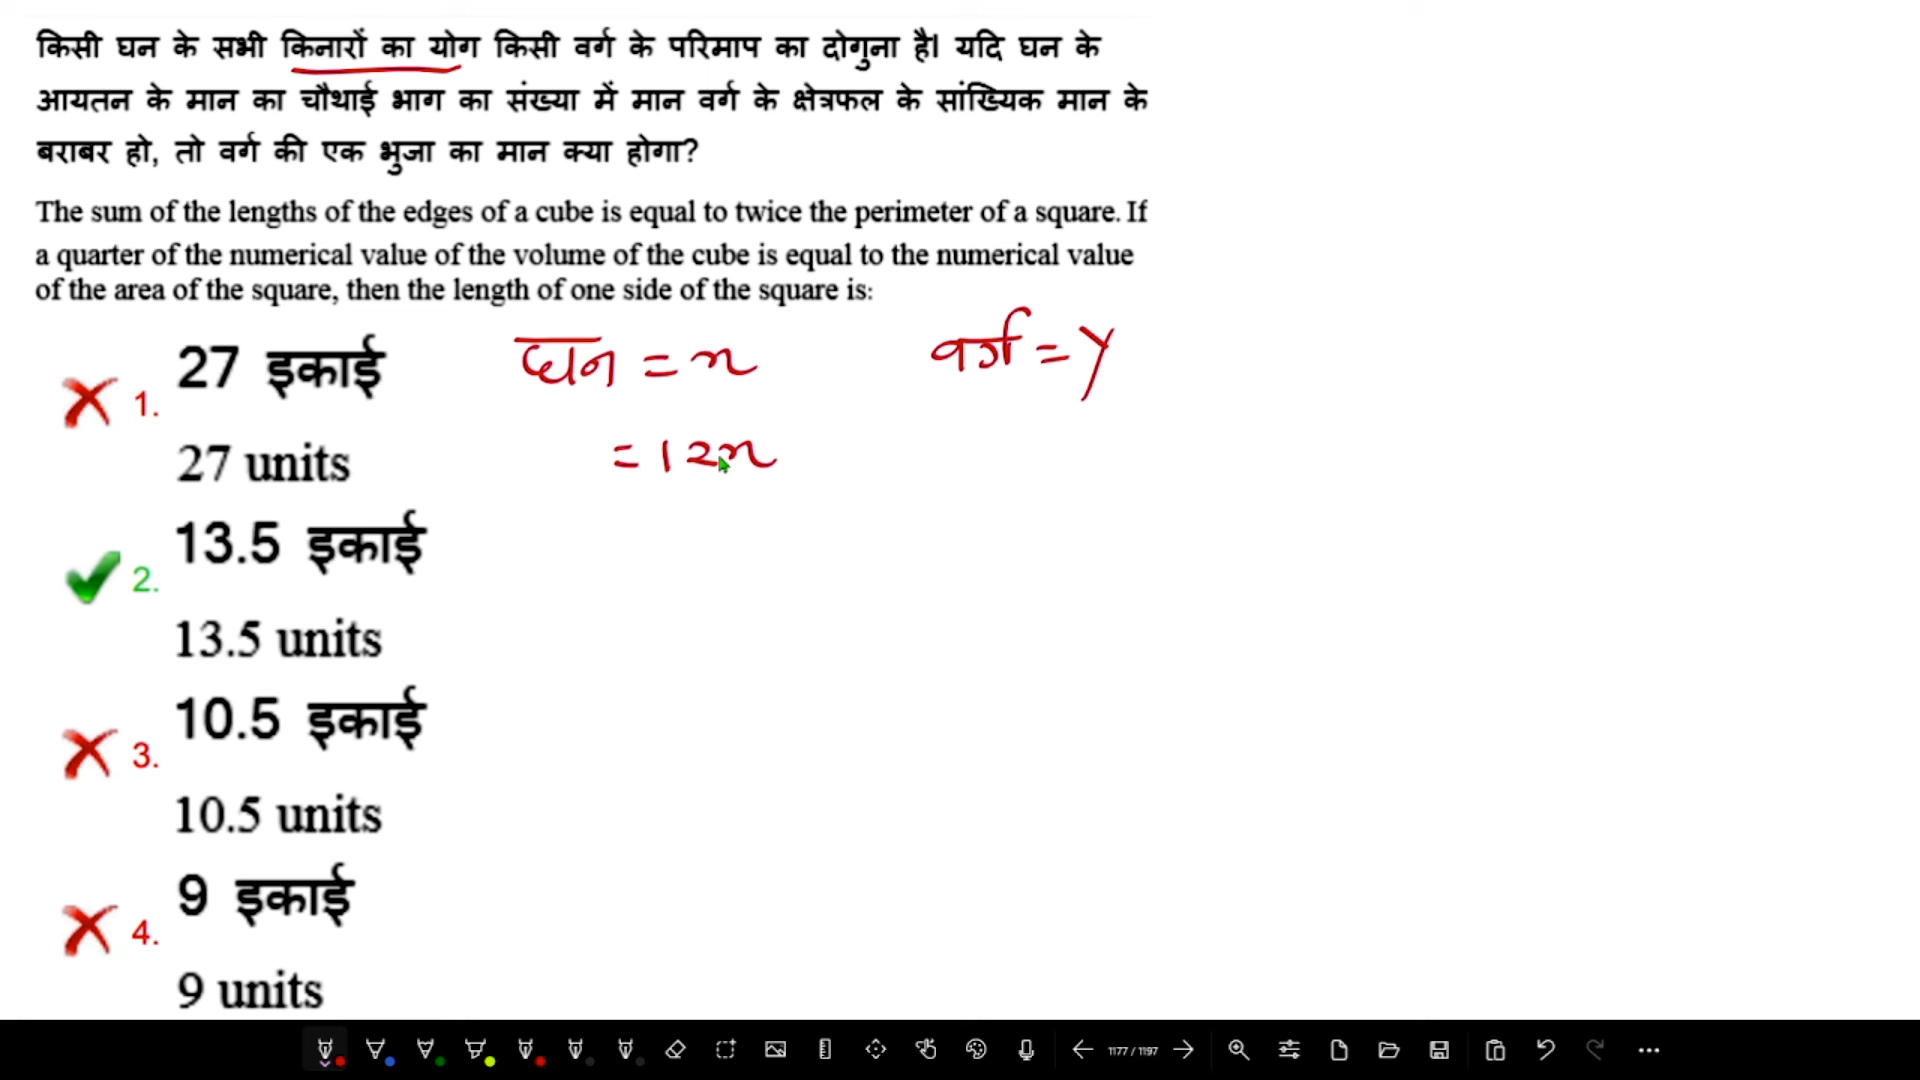 किसी घन के सभी किनारों का योग किसी वर्ग के परिमाप का दोगुना है। यदि घन के
आयतन के मान का चौथाई भाग का संख्या में मान वर्ग के क्षेत्रफल के सांख्यिक मान के
बराबर हो, तो वर्ग की एक भुजा का मान क्या होगा?
The sum of the lengths of the edges of a cube is equal to twice the perimeter of a square. If
a quarter of the numerical value of the volume of the cube is equal to the numerical value
of the area of the square, then the length of one side of the square is:
1. 27 इकाई
27 units
घन = x
वर्ग = y
= 12x
2. 13.5 इकाई
13.5 units
3. 10.5 इकाई
10.5 units
4. 9 इकाई
9 units
1177 / 1197